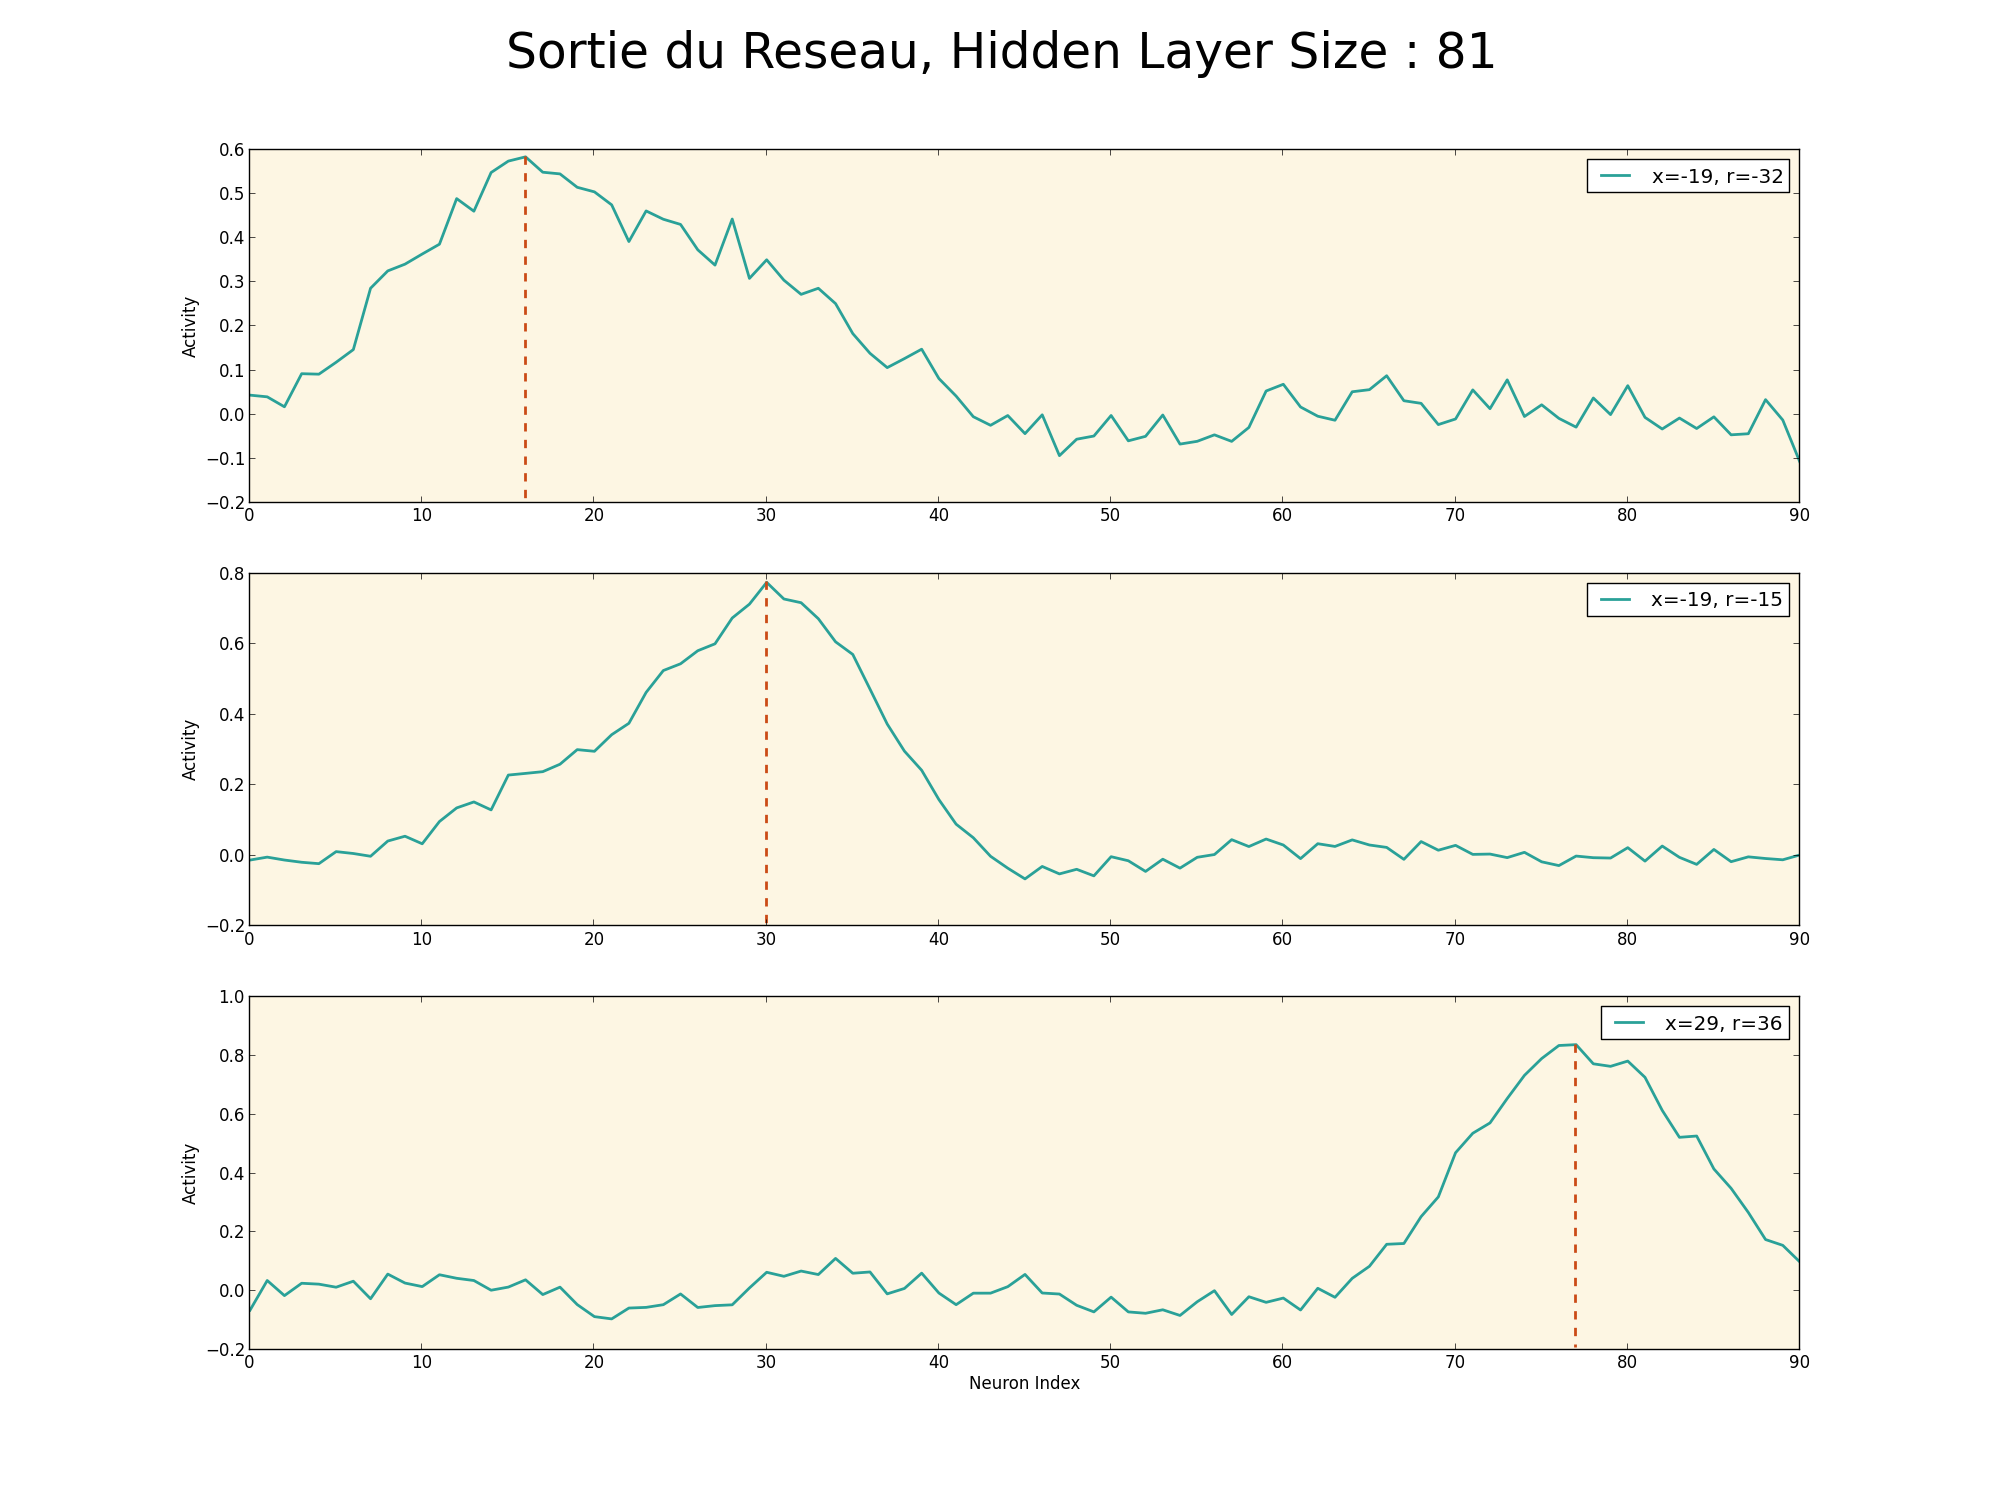 Sortie du Reseau, Hidden Layer Size : 81
0.6
0.5
0.4
0.3
0.2
0.1
0.0
−0.1
−0.2
Activity
x=-19, r=-32
0 10 20 30 40 50 60 70 80 90
0.8
0.6
0.4
0.2
0.0
−0.2
Activity
x=-19, r=-15
0 10 20 30 40 50 60 70 80 90
1.0
0.8
0.6
0.4
0.2
0.0
−0.2
Activity
x=29, r=36
0 10 20 30 40 50 60 70 80 90
Neuron Index